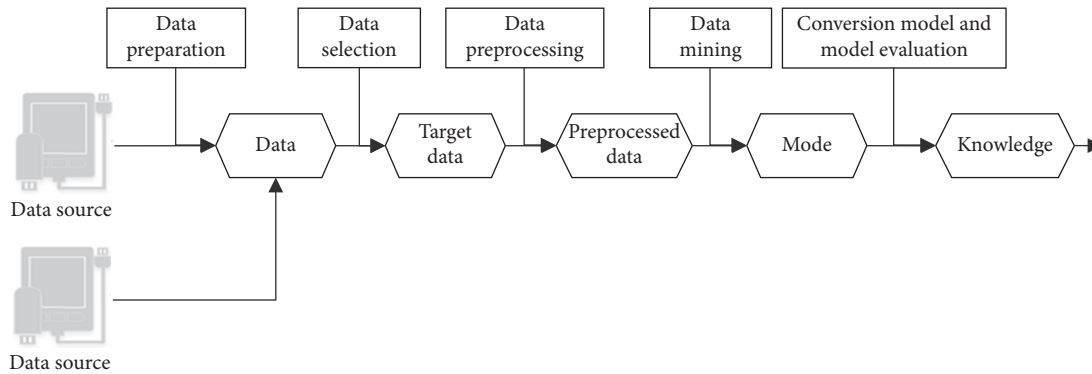 Data
preparation
Data
selection
Data
preprocessing
Data
mining
Conversion model and
model evaluation
Data
Target
data
Preprocessed
data
Mode
Knowledge
Data source
Data source